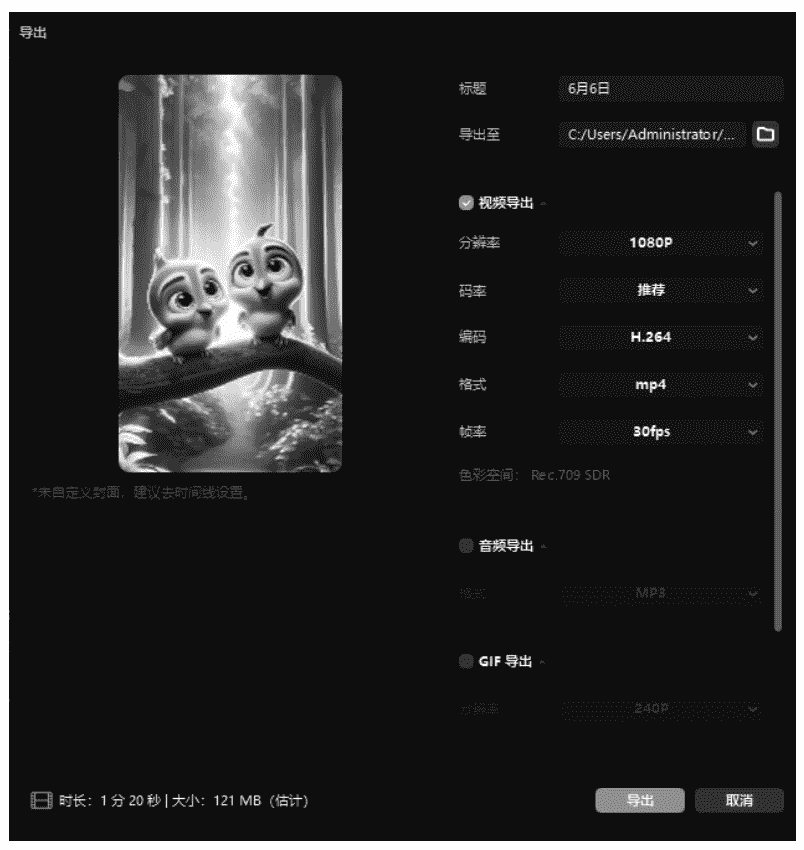 导出
标题 6月6日
导出至 C:/Users/Administrator/...
视频导出
分辨率 1080P
码率 推荐
编码 H.264
格式 mp4
帧率 30fps
色彩空间： Rec.709 SDR
*未自定义封面，建议去时间线设置。
音频导出
格式 MP3
GIF 导出
分辨率 240P
时长：1 分 20 秒 | 大小：121 MB（估计）
导出 取消